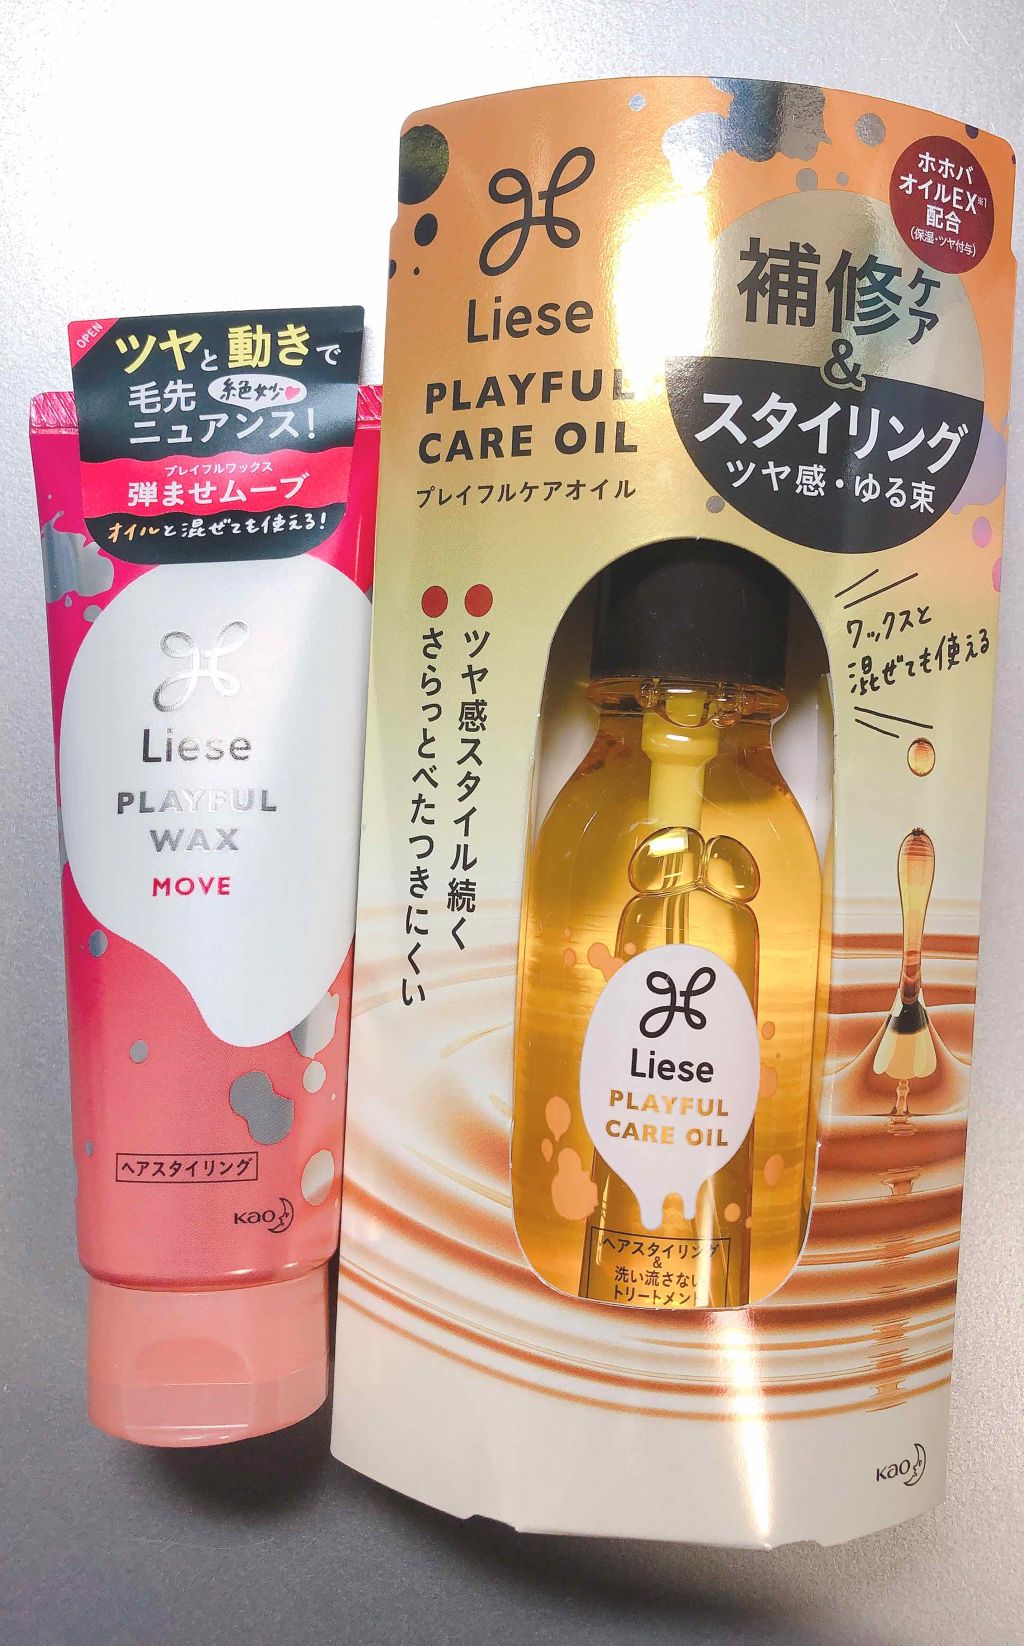 OPEN
ツヤと動きで
毛先 絶妙
ニュアンス!
プレイフルワックス
弾ませムーブ
オイルと混ぜても使える!
Liese
PLAYFUL
WAX
MOVE
ヘアスタイリング
Kao
Liese
PLAYFUL
CARE OIL
プレイフルケアオイル
ホホバ
オイルEX※1
配合
(保湿・ツヤ付与)
補修ケア
&
スタイリング
ツヤ感・ゆる束
ツヤ感スタイル続く
さらっとべたつきにくい
ワックスと
混ぜても使える
Liese
PLAYFUL
CARE OiL
ヘアスタイリング
&
洗い流さない
トリートメント
Kao